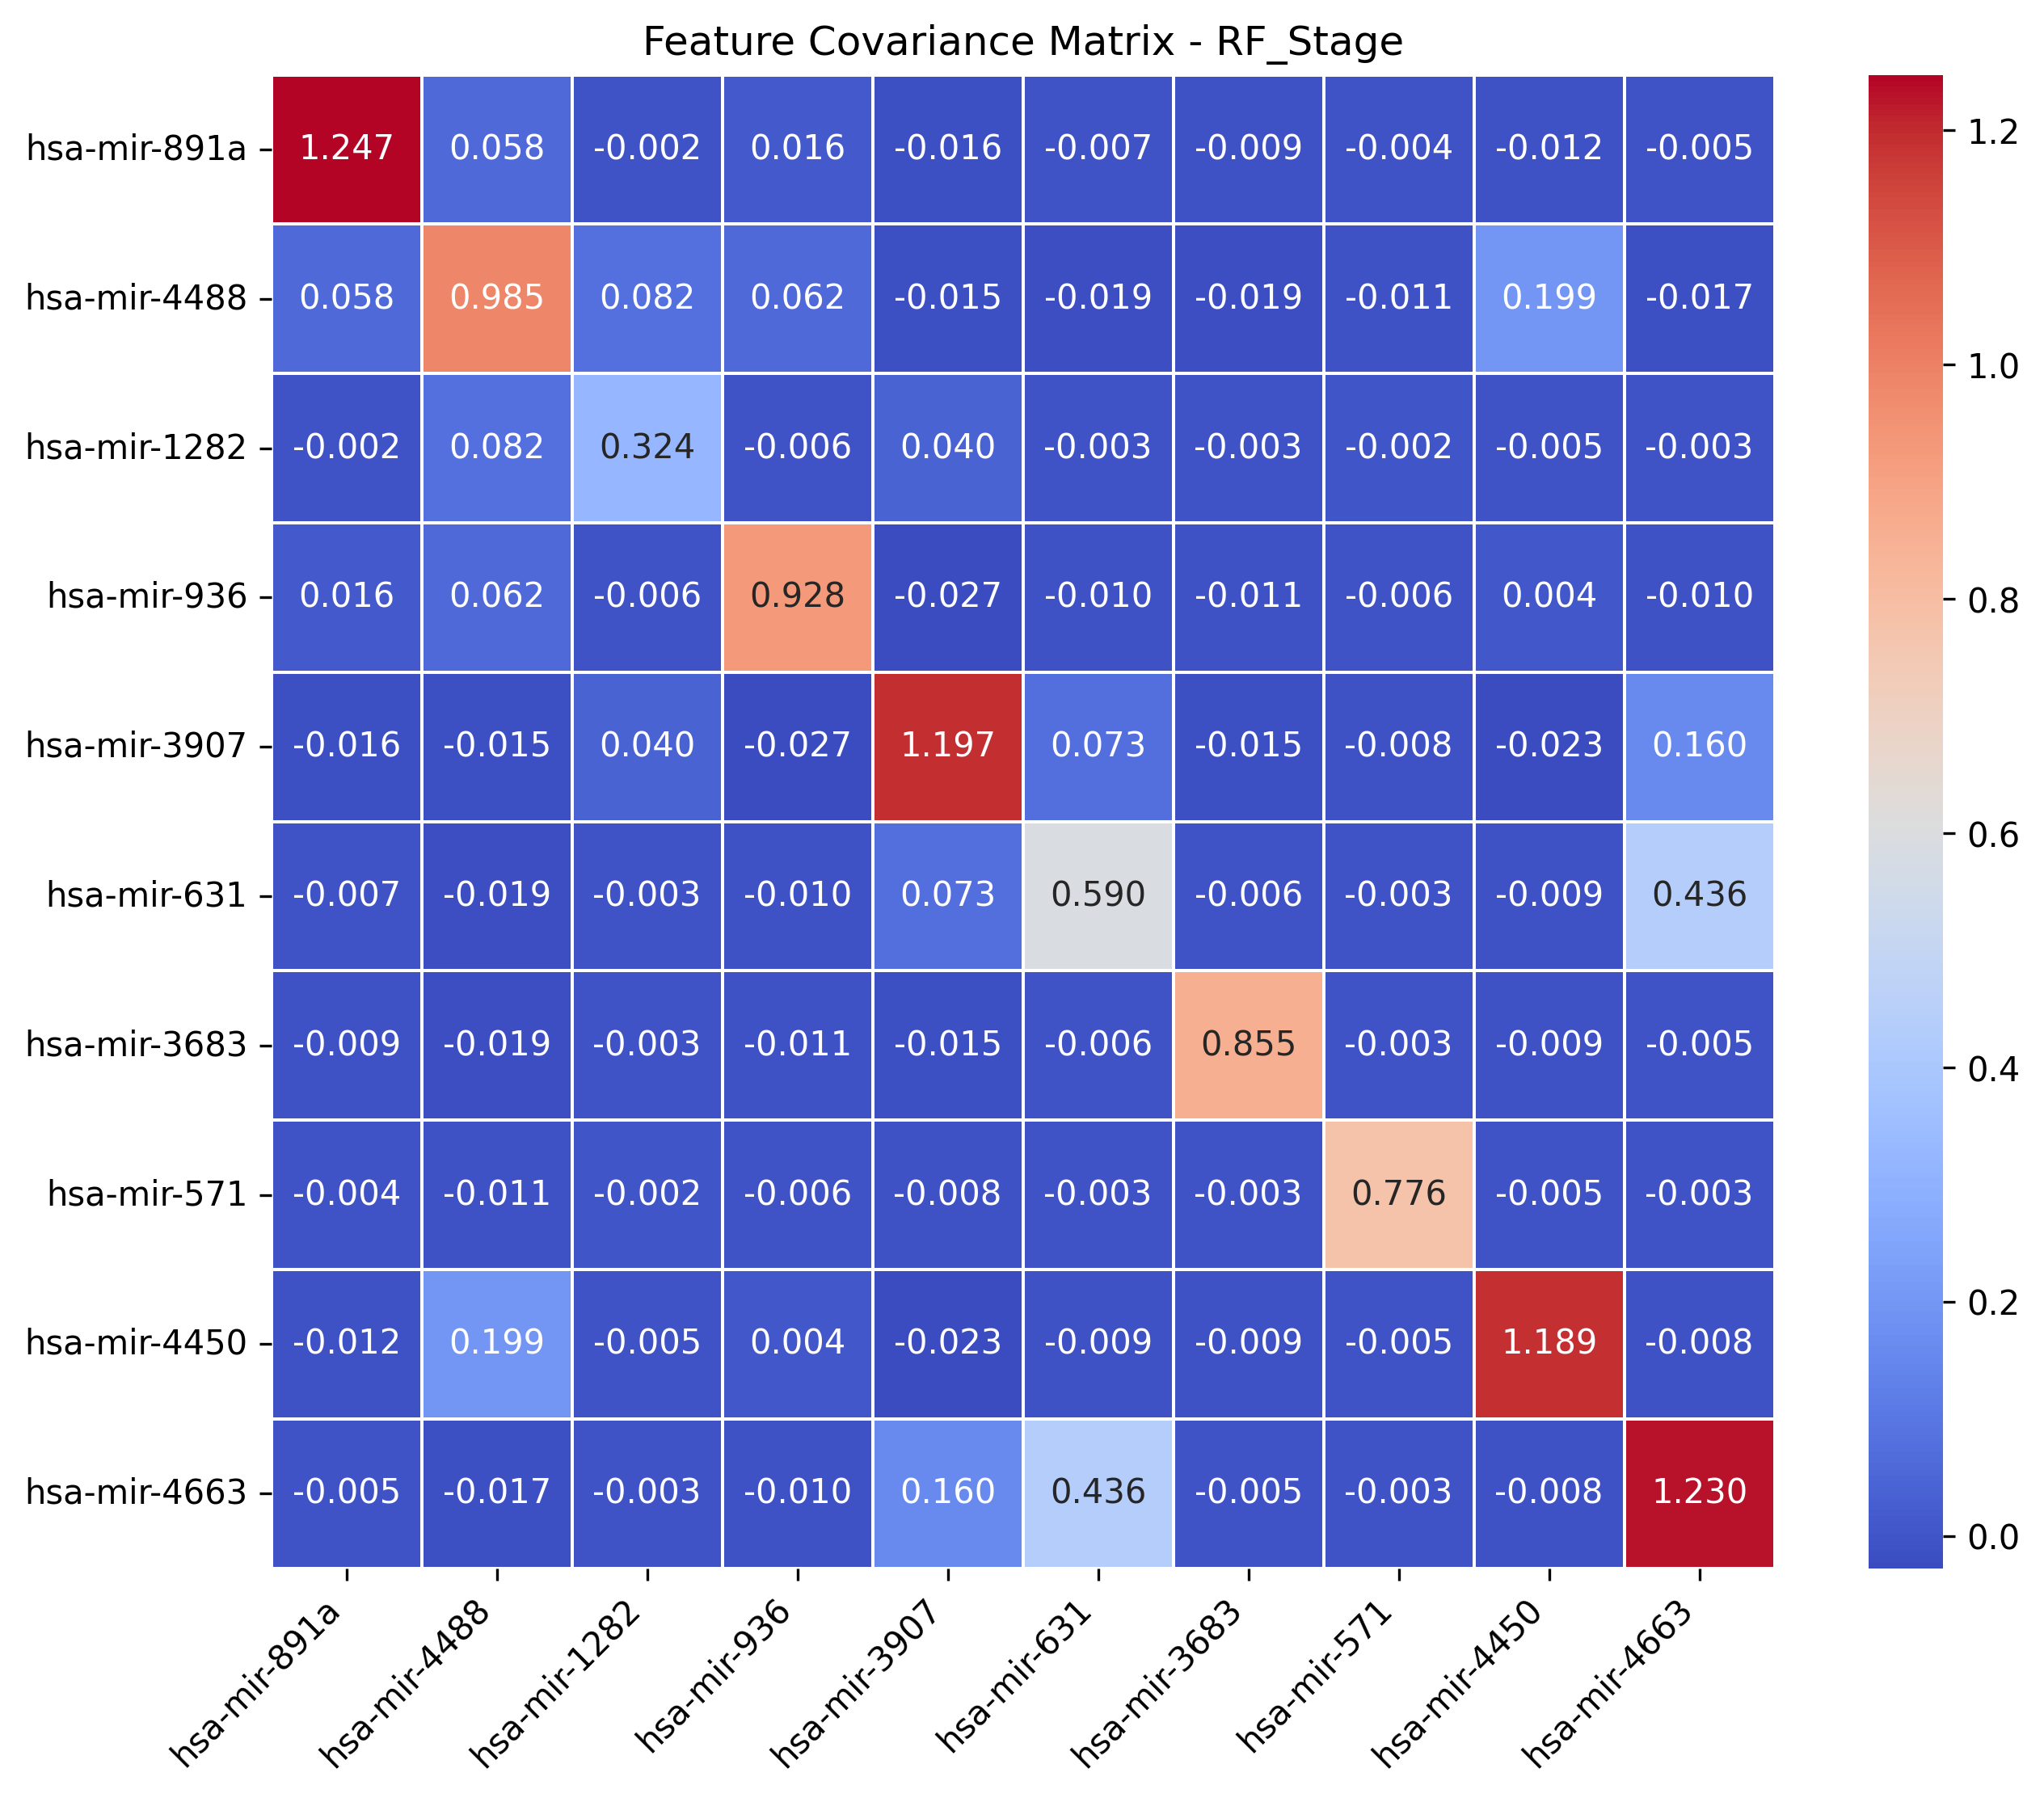 Feature Covariance Matrix - RF_Stage
hsa-mir-891a 1.247 0.058 -0.002 0.016 -0.016 -0.007 -0.009 -0.004 -0.012 -0.005
hsa-mir-4488 0.058 0.985 0.082 0.062 -0.015 -0.019 -0.019 -0.011 0.199 -0.017
hsa-mir-1282 -0.002 0.082 0.324 -0.006 0.040 -0.003 -0.003 -0.002 -0.005 -0.003
hsa-mir-936 0.016 0.062 -0.006 0.928 -0.027 -0.010 -0.011 -0.006 0.004 -0.010
hsa-mir-3907 -0.016 -0.015 0.040 -0.027 1.197 0.073 -0.015 -0.008 -0.023 0.160
hsa-mir-631 -0.007 -0.019 -0.003 -0.010 0.073 0.590 -0.006 -0.003 -0.009 0.436
hsa-mir-3683 -0.009 -0.019 -0.003 -0.011 -0.015 -0.006 0.855 -0.003 -0.009 -0.005
hsa-mir-571 -0.004 -0.011 -0.002 -0.006 -0.008 -0.003 -0.003 0.776 -0.005 -0.003
hsa-mir-4450 -0.012 0.199 -0.005 0.004 -0.023 -0.009 -0.009 -0.005 1.189 -0.008
hsa-mir-4663 -0.005 -0.017 -0.003 -0.010 0.160 0.436 -0.005 -0.003 -0.008 1.230
hsa-mir-891a
hsa-mir-4488
hsa-mir-1282
hsa-mir-936
hsa-mir-3907
hsa-mir-631
hsa-mir-3683
hsa-mir-571
hsa-mir-4450
hsa-mir-4663
1.2
1.0
0.8
0.6
0.4
0.2
0.0